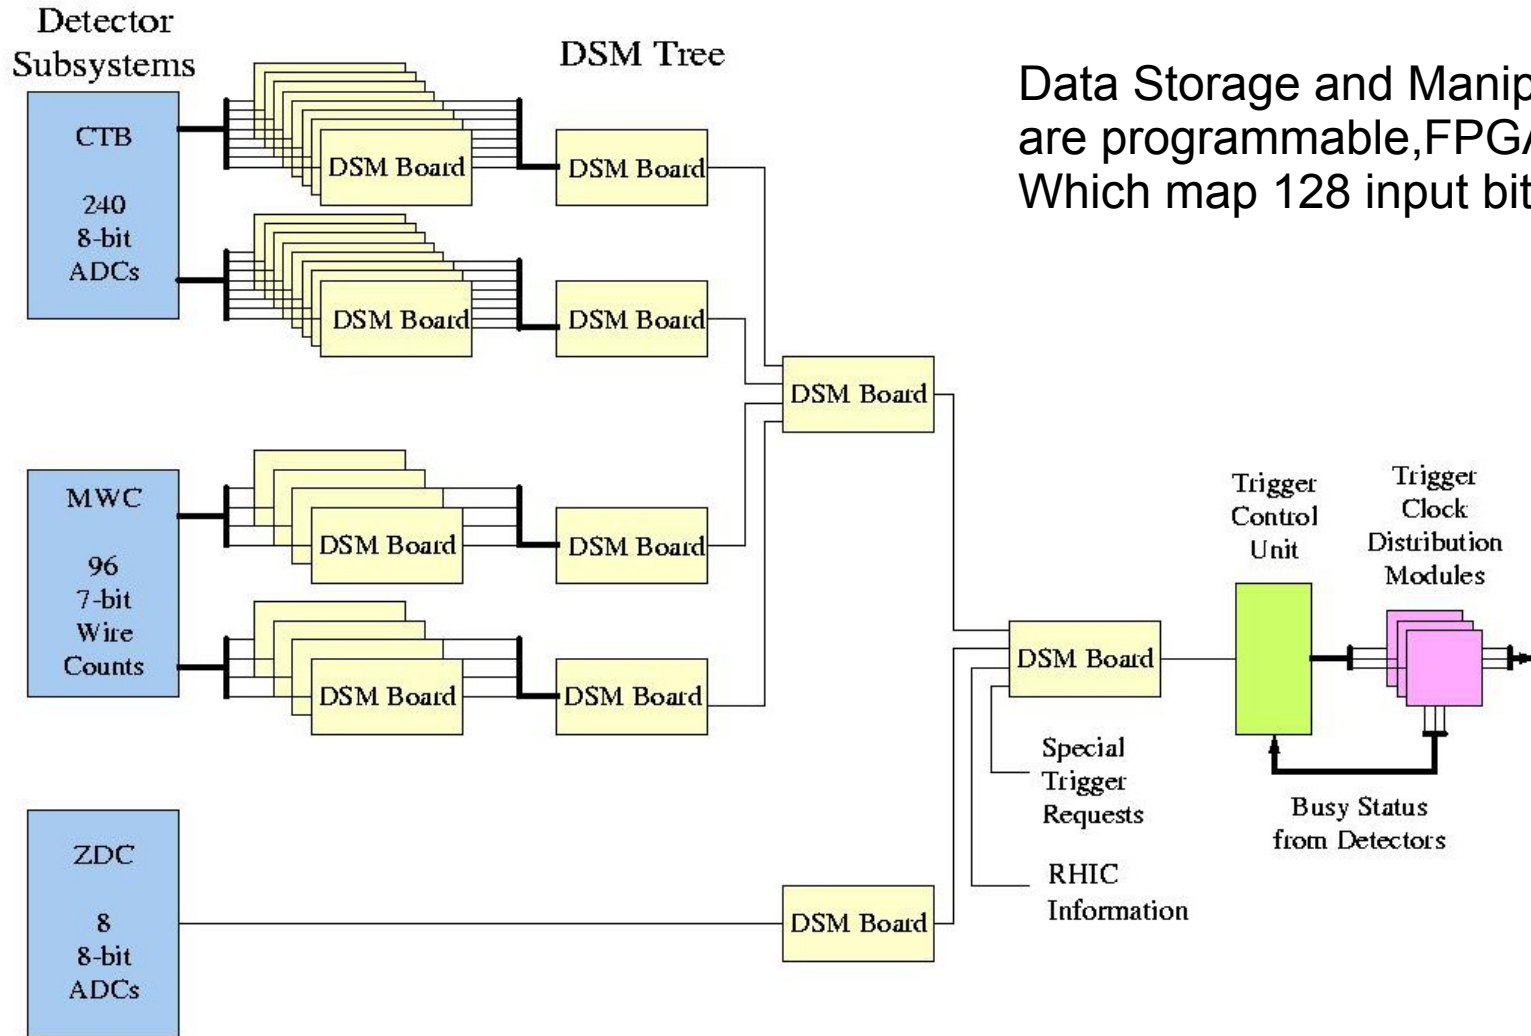 Detector
Subsystems
DSM Tree
Data Storage and
are programmable,
Which map 128 input
CTB
240
8-bit
ADCs
DSM Board
DSM Board
DSM Board
DSM Board
DSM Board
MWC
96
7-bit
Wire
Counts
DSM Board
DSM Board
DSM Board
DSM Board
Trigger
Control
Unit
Trigger
Clock
Distribution
Modules
DSM Board
Special
Trigger
Requests
RHIC
Information
Busy Status
from Detectors
ZDC
8
8-bit
ADCs
DSM Board